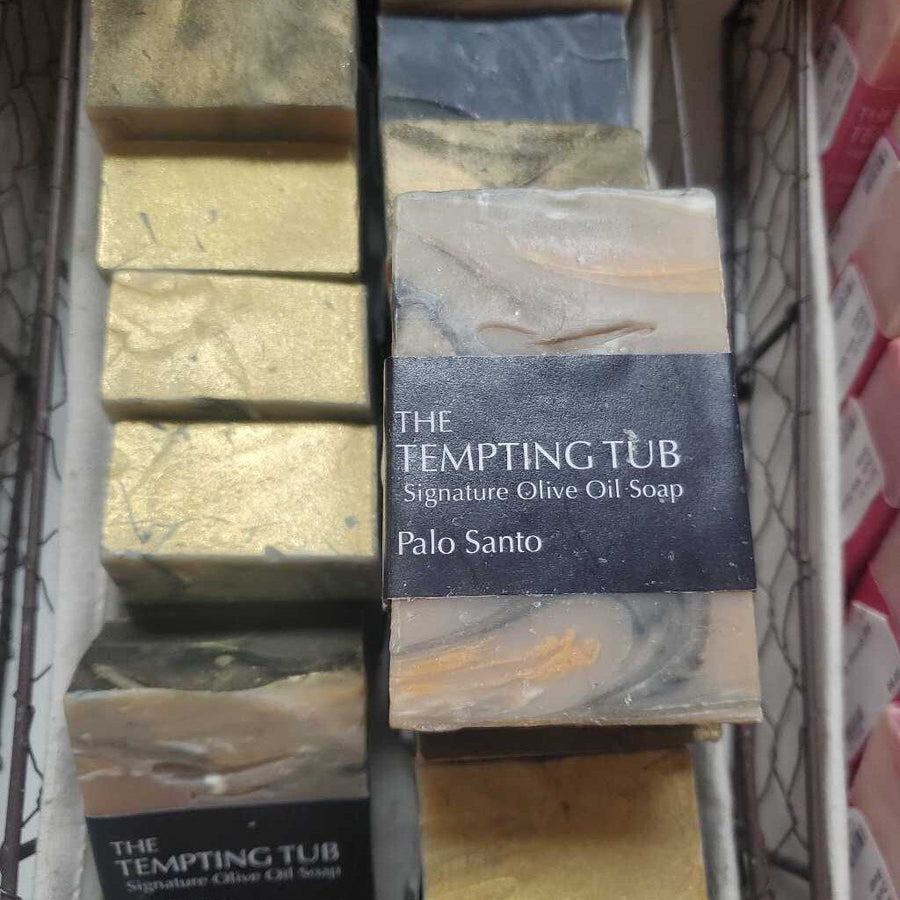 THE
TEMPTING TUB
Signature Olive Oil Soap
Palo Santo
THE
TEMPTING TUB
Signature Olive Oil Soap